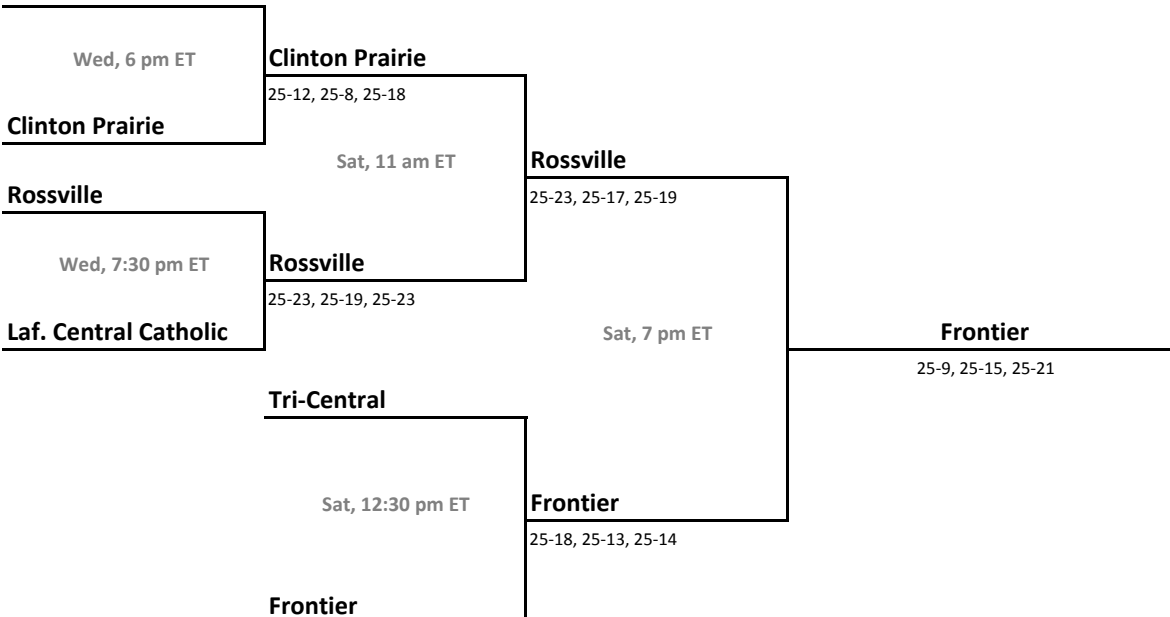 Wed, 6 pm ET
Clinton Prairie
25-12, 25-8, 25-18
Clinton Prairie
Sat, 11 am ET
Rossville
25-23, 25-17, 25-19
Rossville
Wed, 7:30 pm ET
Rossville
25-23, 25-19, 25-23
Laf. Central Catholic
Sat, 7 pm ET
Frontier
25-9, 25-15, 25-21
Tri-Central
Sat, 12:30 pm ET
Frontier
25-18, 25-13, 25-14
Frontier